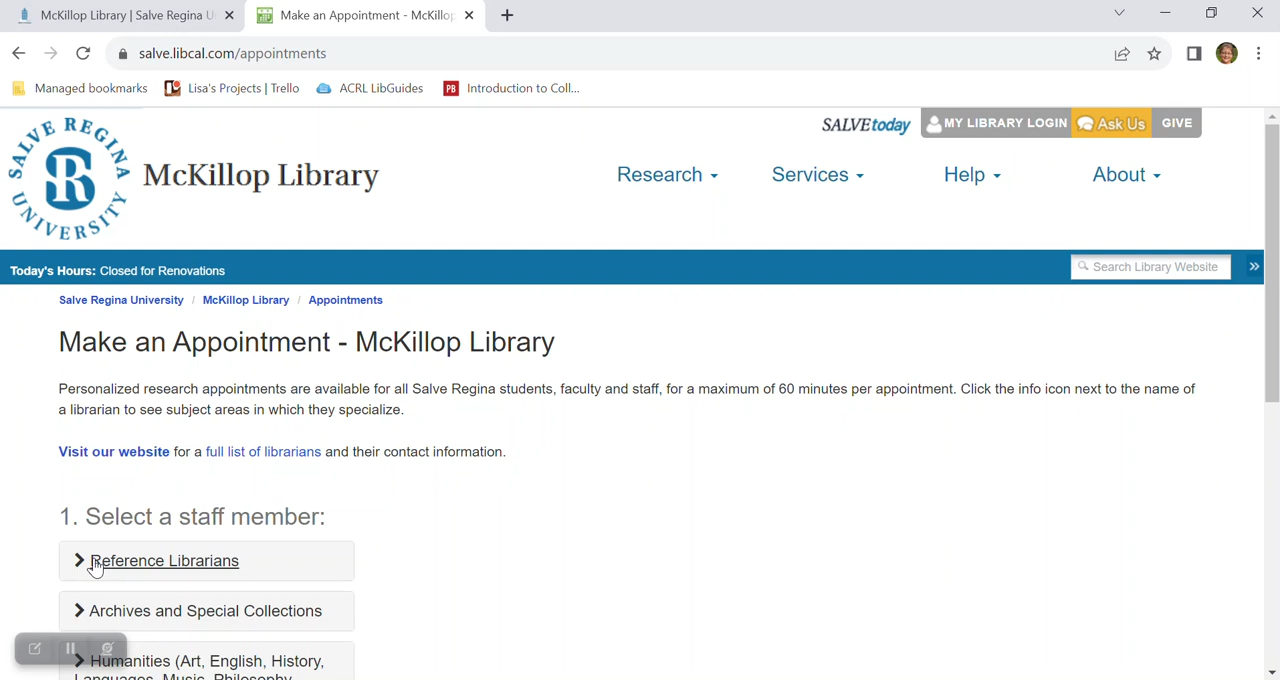 McKillop Library | Salve Regina U
Make an Appointment - McKillop
salve.libcal.com/appointments
Managed bookmarks
Lisa's Projects | Trello
ACRL LibGuides
PB
Introduction to Coll...
SALVE REGINA
UNIVERSITY
R
McKillop Library
SALVEtoday
MY LIBRARY LOGIN
Ask Us
GIVE
Research
Services
Help
About
Today's Hours: Closed for Renovations
Search Library Website
»
Salve Regina University / McKillop Library / Appointments
Make an Appointment - McKillop Library
Personalized research appointments are available for all Salve Regina students, faculty and staff, for a maximum of 60 minutes per appointment. Click the info icon next to the name of
a librarian to see subject areas in which they specialize.
Visit our website for a full list of librarians and their contact information.
1. Select a staff member:
Reference Librarians
Archives and Special Collections
Humanities (Art, English, History,
Languages, Music, Philosophy,